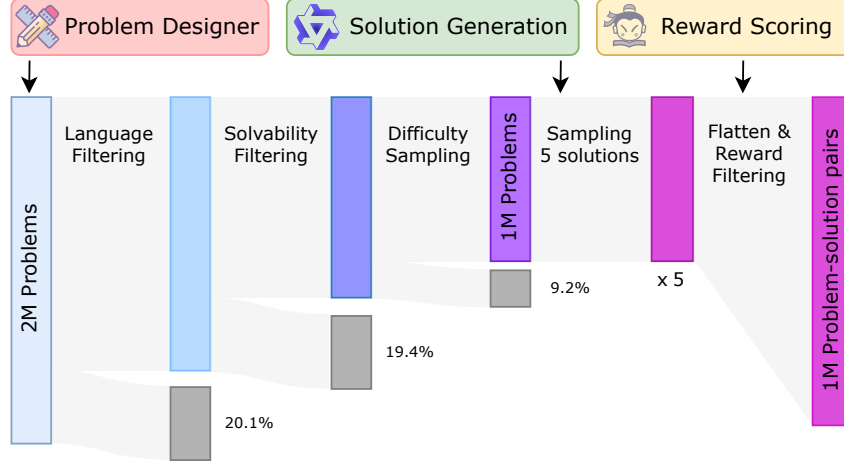 Problem Designer
Solution Generation
Reward Scoring
2M Problems
Language
Filtering
20.1%
Solvability
Filtering
19.4%
Difficulty
Sampling
1M Problems
9.2%
Sampling
5 solutions
x 5
Flatten &
Reward
Filtering
1M Problem-solution pairs